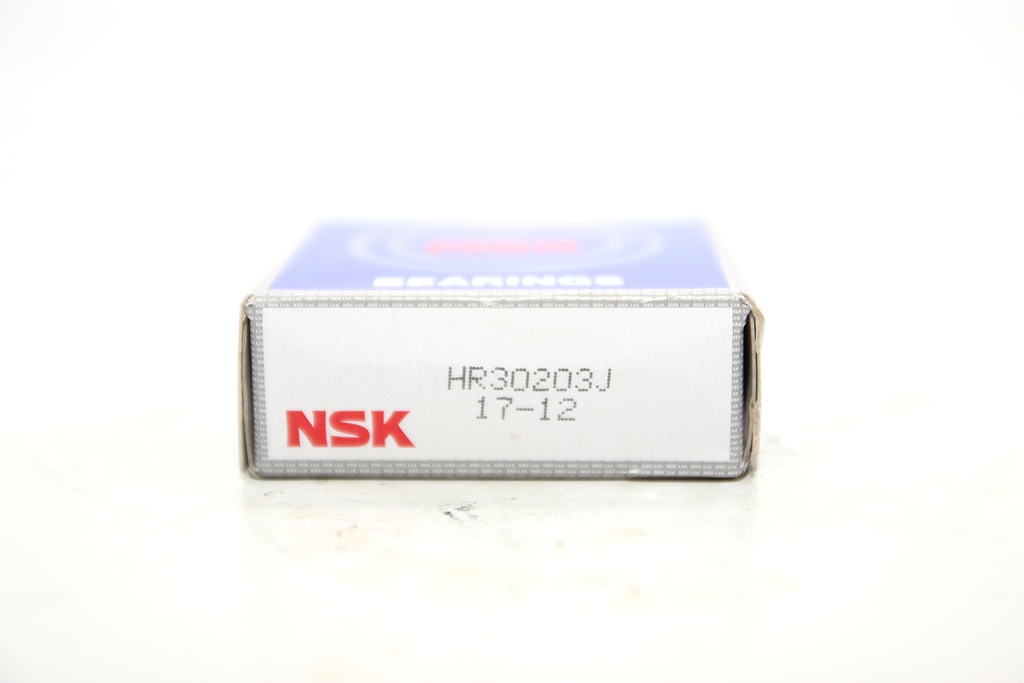 BEARINGS
HR30203J
17-12
NSK